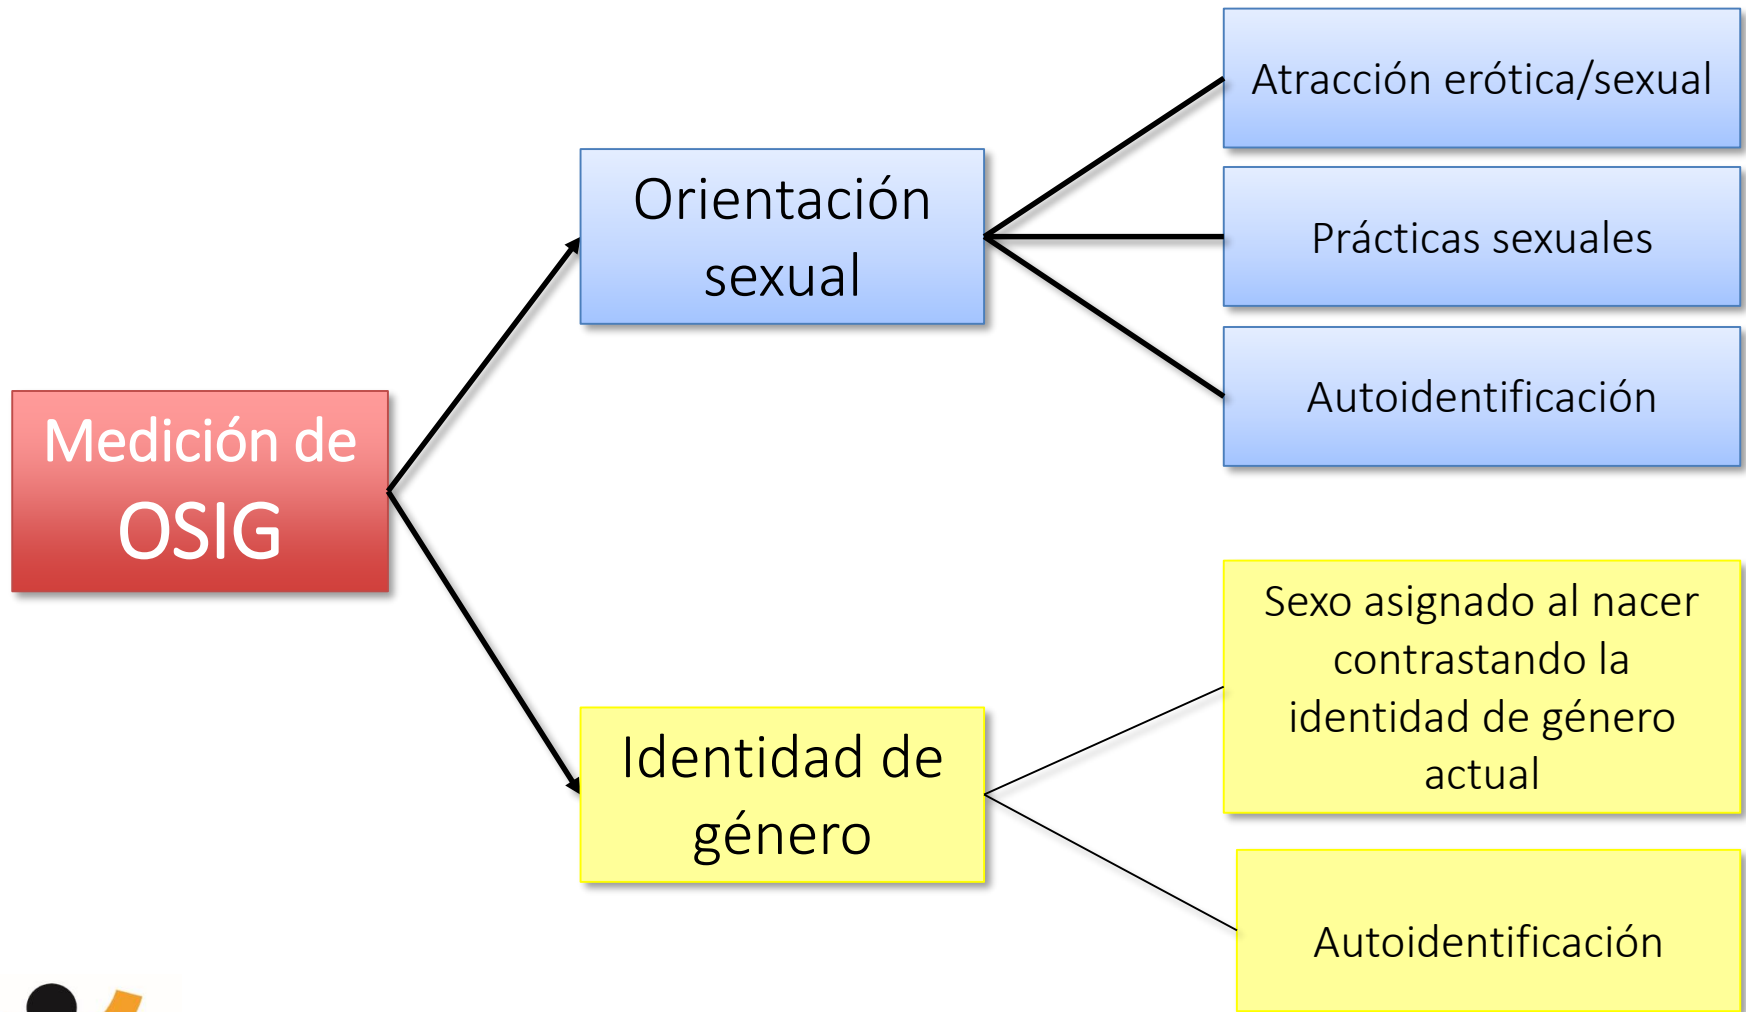 Medición de
OSIG
Orientación
sexual
Atracción erótica/sexual
Prácticas sexuales
Autoidentificación
Identidad de
género
Sexo asignado al nacer
contrastando la
identidad de género
actual
Autoidentificación